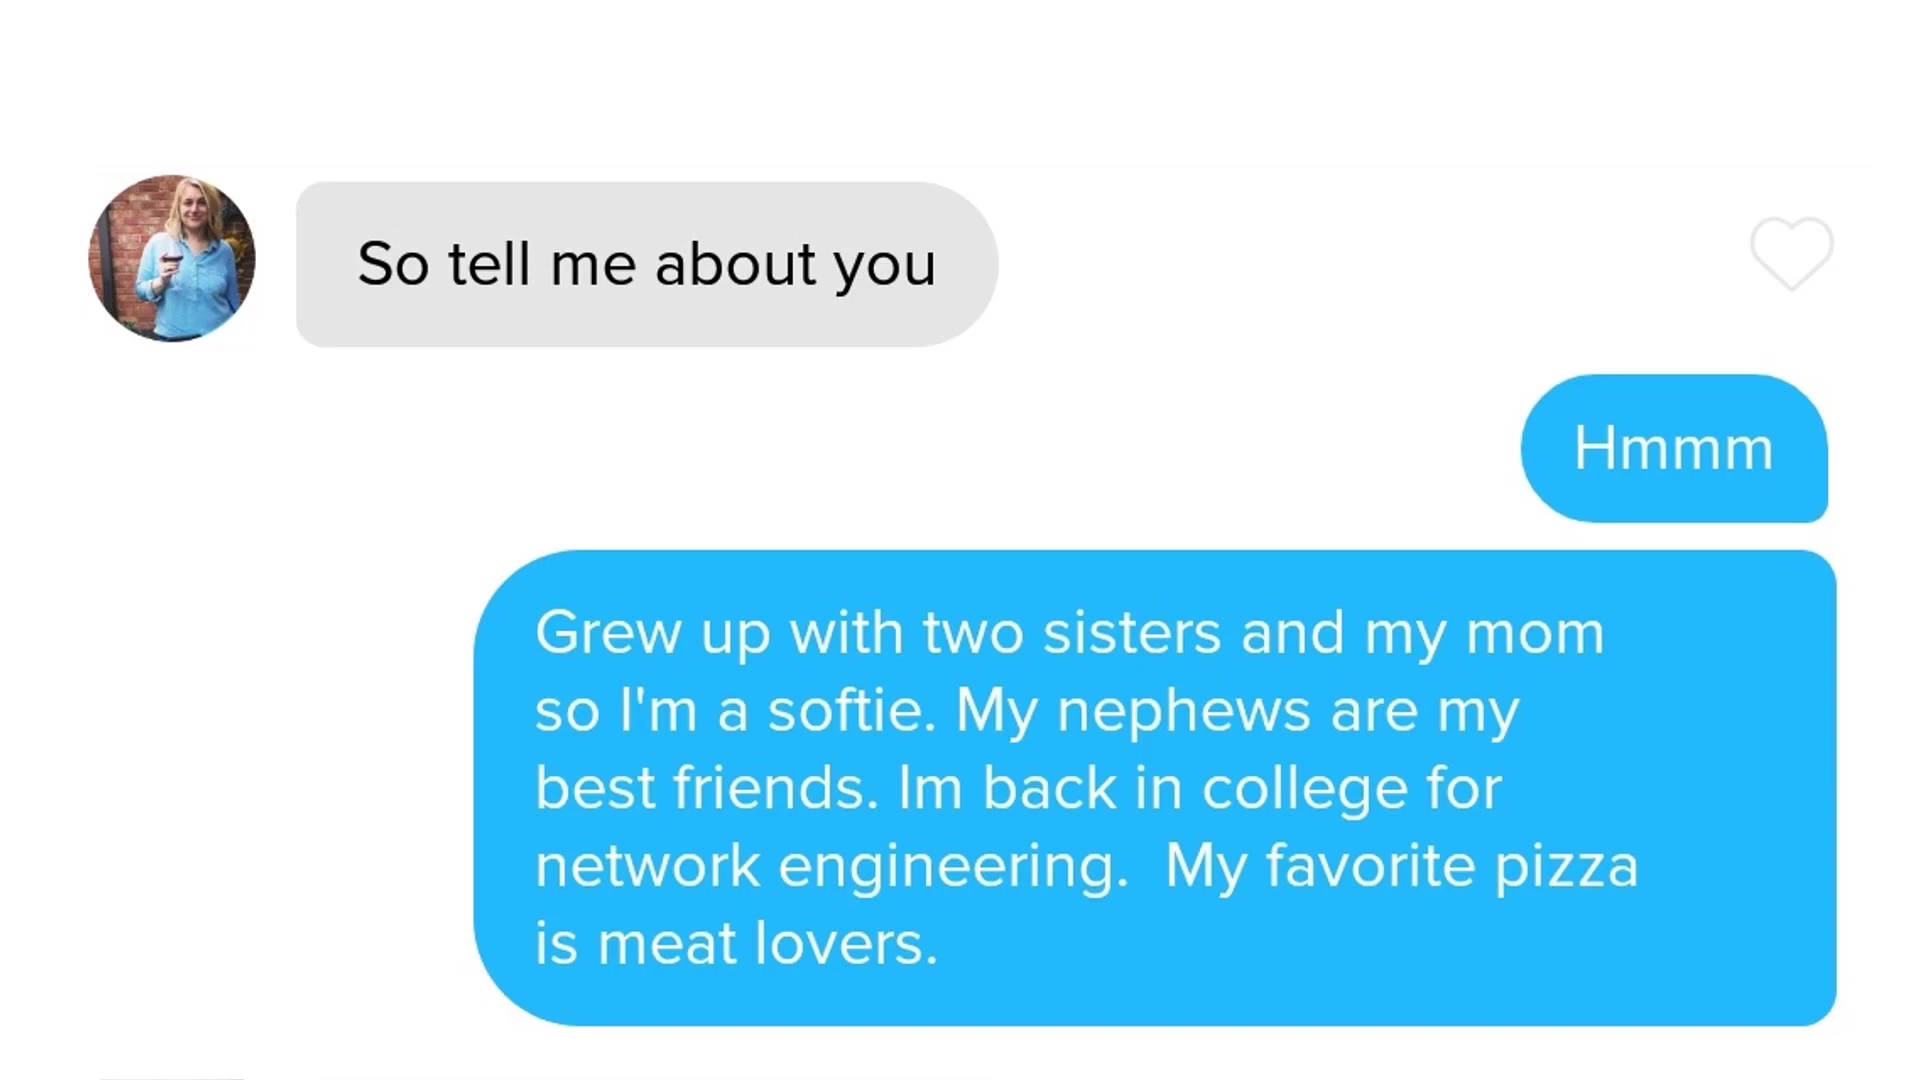 So tell me about you
Hmmm
Grew up with two sisters and my mom
so I'm a softie. My nephews are my
best friends. Im back in college for
network engineering.  My favorite pizza
is meat lovers.